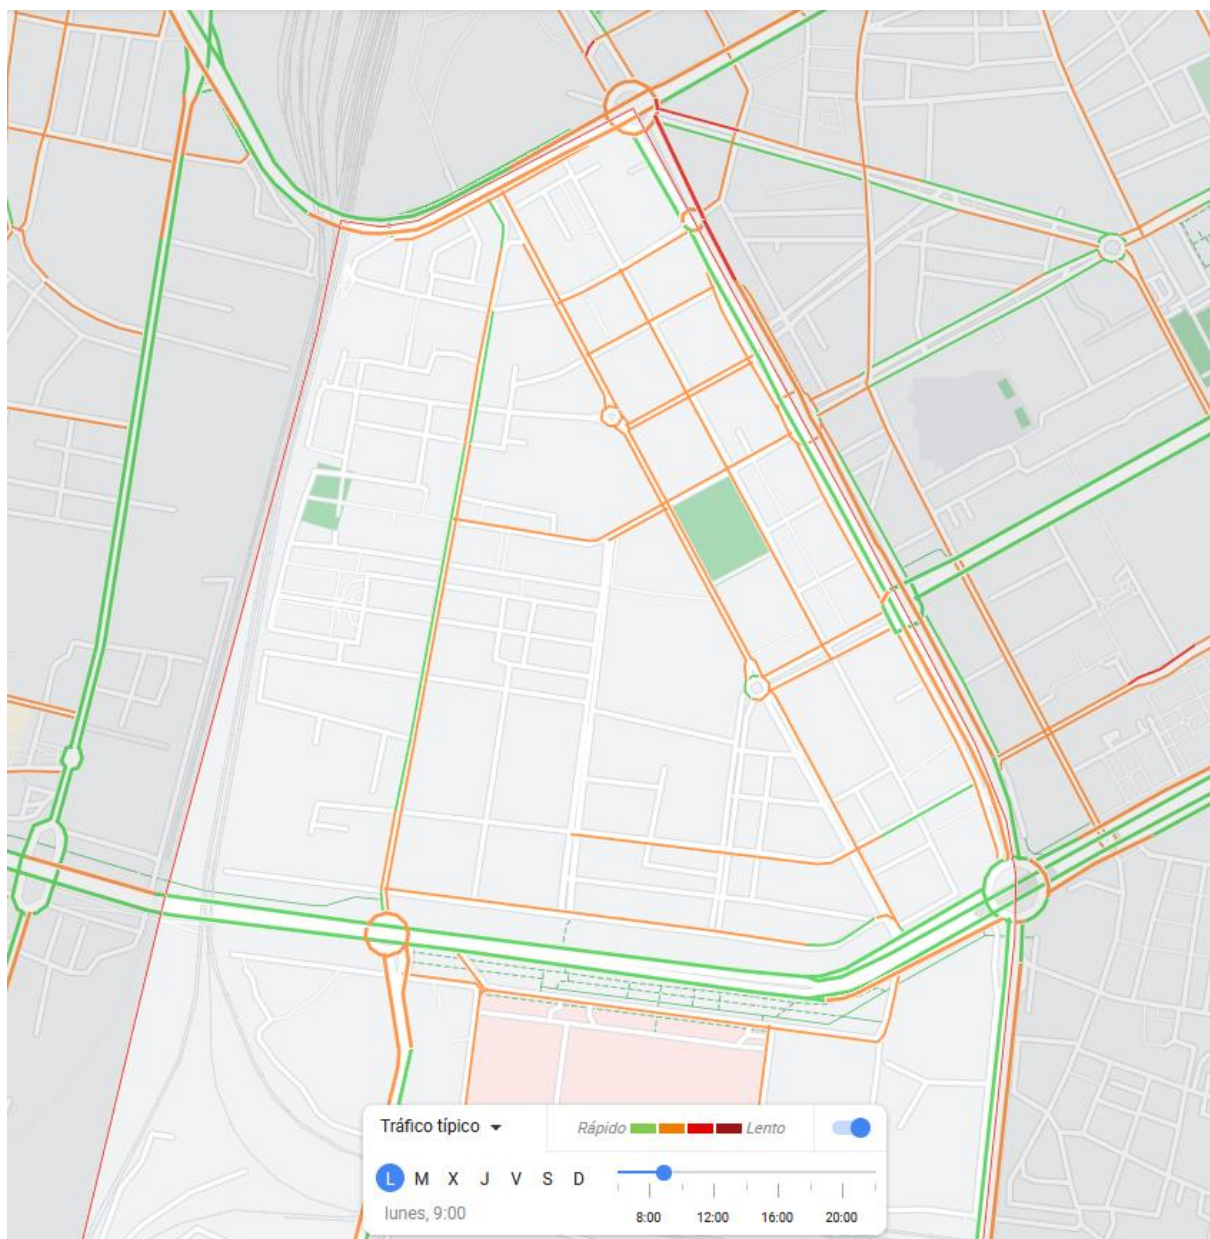 Tráfico típico
Rápido Lento
L M X J V S D
lunes, 9:00
8:00 12:00 16:00 20:00